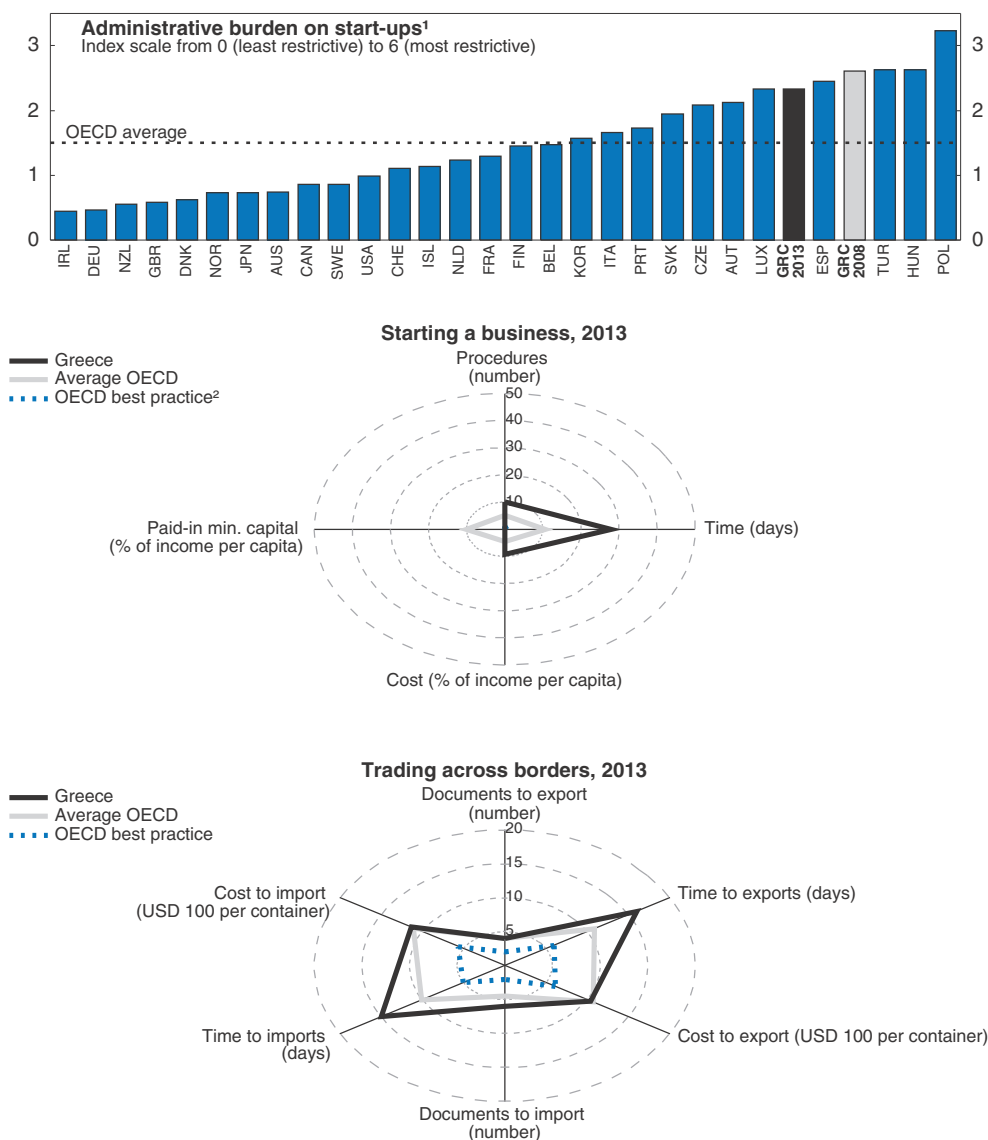 Administrative burden on start-ups¹
Index scale from 0 (least restrictive) to 6 (most restrictive)
3 3
2 2
OECD average
1 1
0 0
IRL DEU NZL GBR DNK NOR JPN AUS CAN SWE USA CHE ISL NLD FRA FIN BEL KOR ITA PRT SVK CZE AUT LUX GRC 2013 ESP GRC 2008 TUR HUN POL
Starting a business, 2013
Greece
Average OECD
OECD best practice²
Procedures
(number)
50
40
30
20
10
Paid-in min. capital
(% of income per capita)
Time (days)
Cost (% of income per capita)
Trading across borders, 2013
Greece
Average OECD
OECD best practice
Documents to export
(number)
20
15
10
5
Cost to import
(USD 100 per container)
Time to exports (days)
Time to imports
(days)
Cost to export (USD 100 per container)
Documents to import
(number)